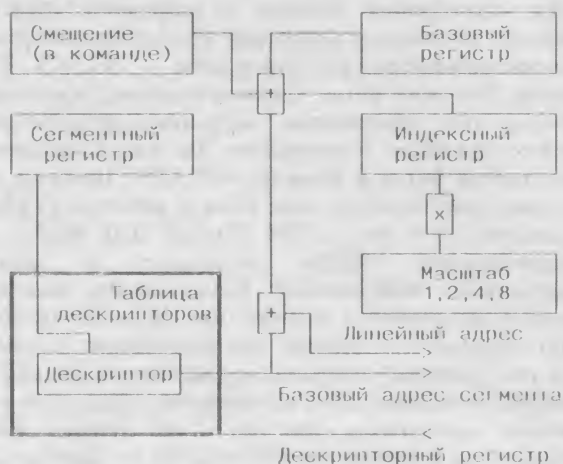 Смещение
(в команде)
Базовый
регистр
+
Сегментный
регистр
Индексный
регистр
x
Масштаб
1,2,4,8
Таблица
дескрипторов
+
Линейный адрес
Дескриптор
Базовый адрес сегмента
Дескрипторный регистр